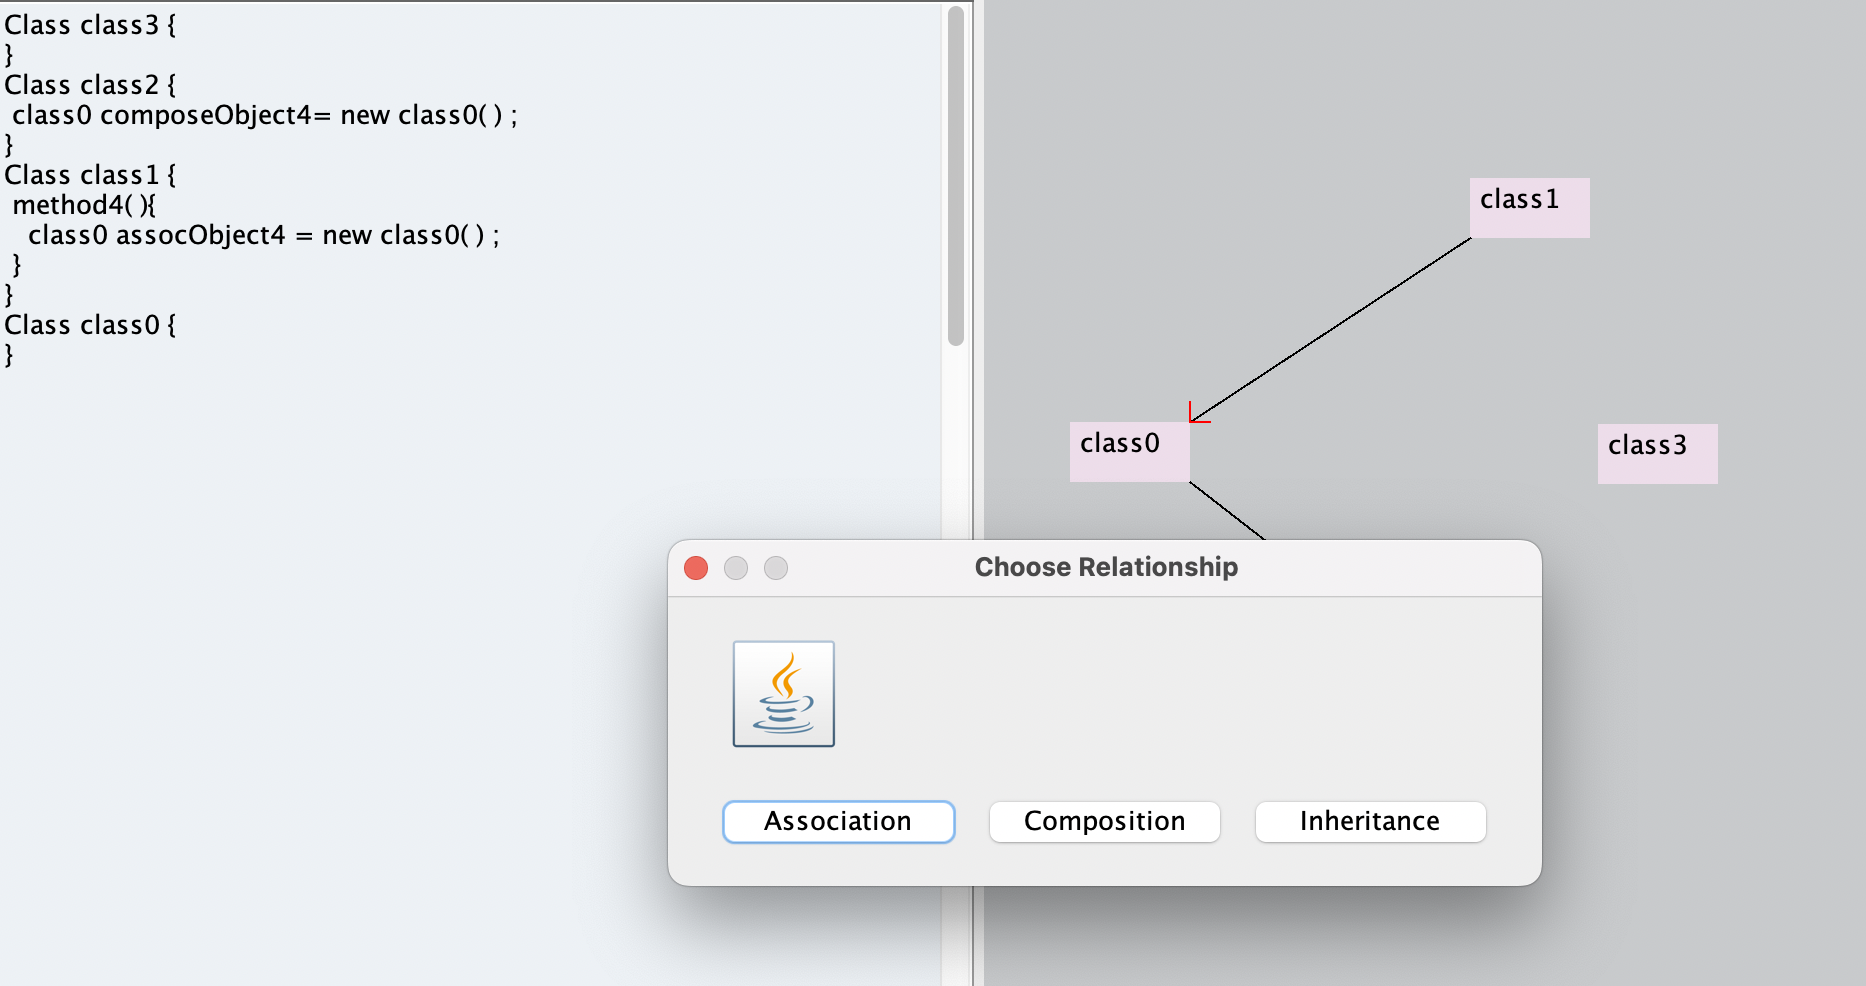 Class class3 {
}
Class class2 {
class0 composeObject4= new class0( ) ;
}
Class class1 {
method4( ){
class0 assocObject4 = new class0( ) ;
}
}
Class class0 {
}
class1
class0
class3
Choose Relationship
Association
Composition
Inheritance